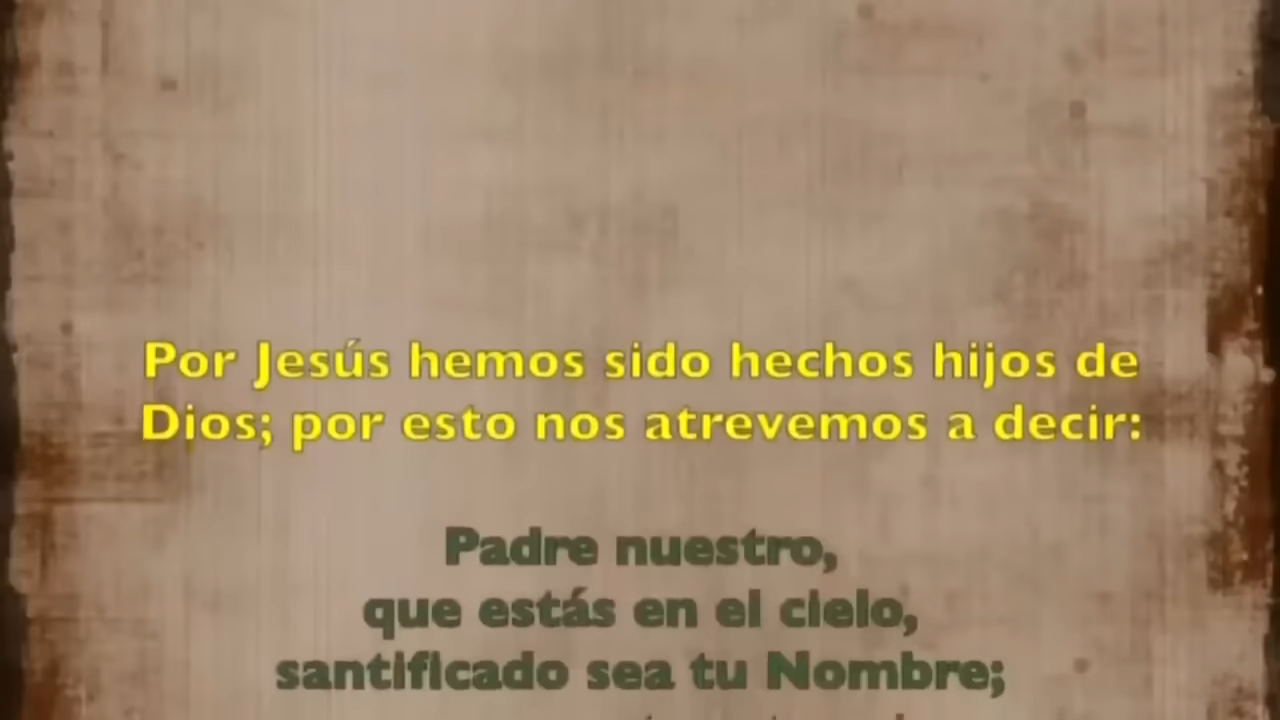 Por Jesús hemos sido hechos hijos de
Dios; por esto nos atrevemos a decir:
Padre nuestro,
que estás en el cielo,
santificado sea tu Nombre;